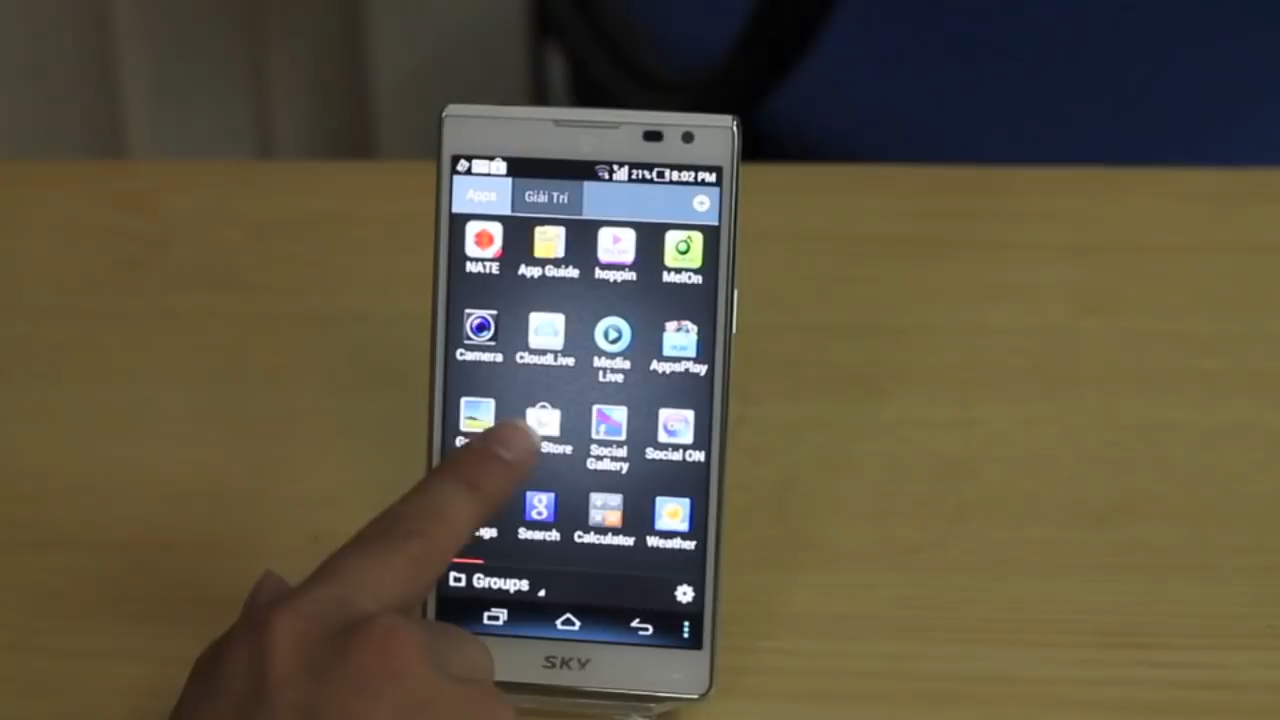 21% 8:02 PM
Apps Giải Trí
NATE App Guide hoppin MelOn
Camera CloudLive Media Live AppsPlay
Store Social Gallery Social ON
Search Calculator Weather
Groups
SKY